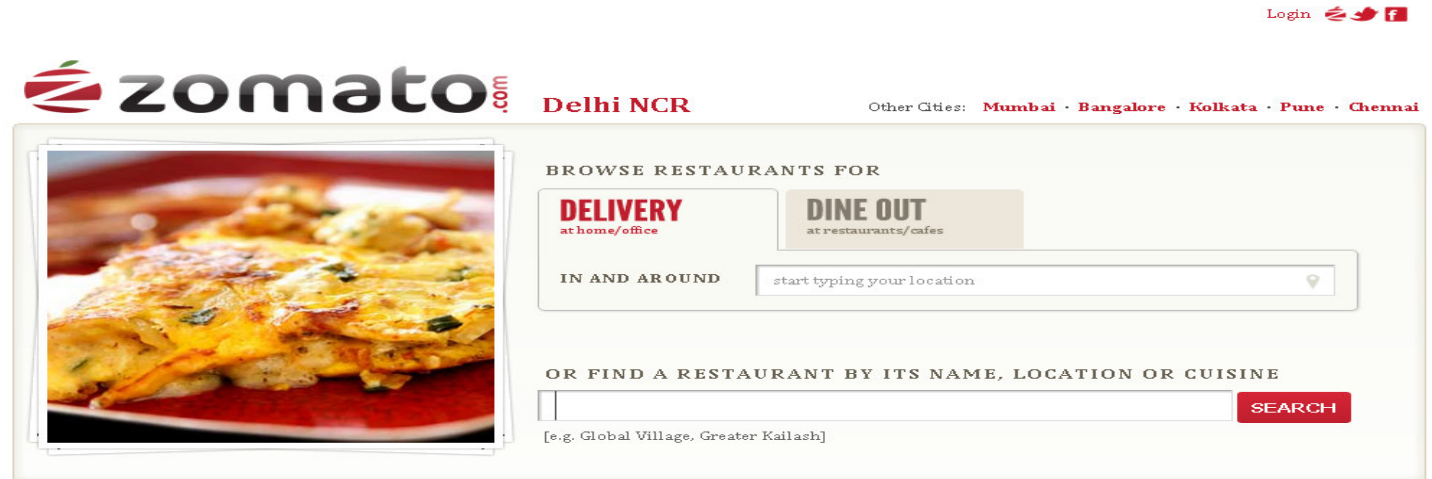 Login
zomato.com
Delhi NCR
Other Cities: Mumbai · Bangalore · Kolkata · Pune · Chennai
BROWSE RESTAURANTS FOR
DELIVERY
at home/office
DINE OUT
at restaurants/cafes
IN AND AROUND
start typing your location
OR FIND A RESTAURANT BY ITS NAME, LOCATION OR CUISINE
SEARCH
[e.g. Global Village, Greater Kailash]